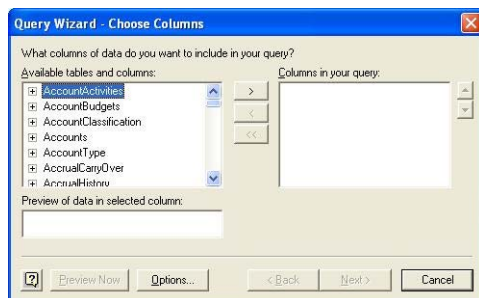 Query Wizard - Choose Columns
What columns of data do you want to include in your query?
Available tables and columns:
Columns in your query:
AccountActivities
AccountBudgets
AccountClassification
Accounts
AccountType
AccrualCarryOver
AccrualHistory
>
<
<<
Preview of data in selected column:
? Preview Now Options... < Back Next > Cancel